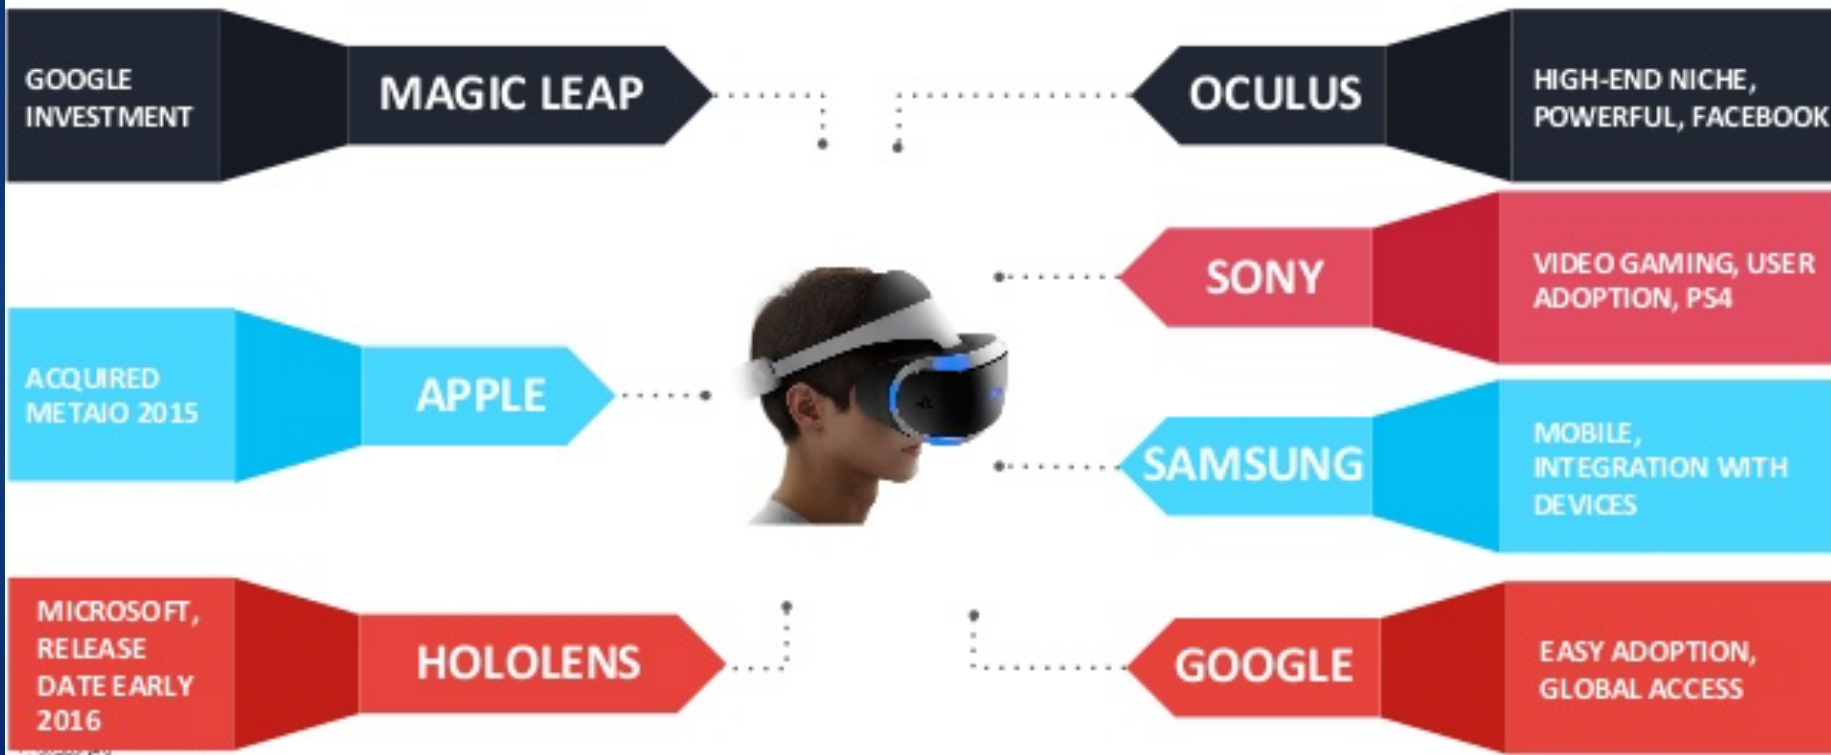 GOOGLE
INVESTMENT
MAGIC LEAP
OCULUS
HIGH-END NICHE,
POWERFUL, FACEBOOK
SONY
VIDEO GAMING, USER
ADOPTION, PS4
ACQUIRED
METAIO 2015
APPLE
SAMSUNG
MOBILE,
INTEGRATION WITH
DEVICES
MICROSOFT,
RELEASE
DATE EARLY
2016
HOLOLENS
GOOGLE
EASY ADOPTION,
GLOBAL ACCESS